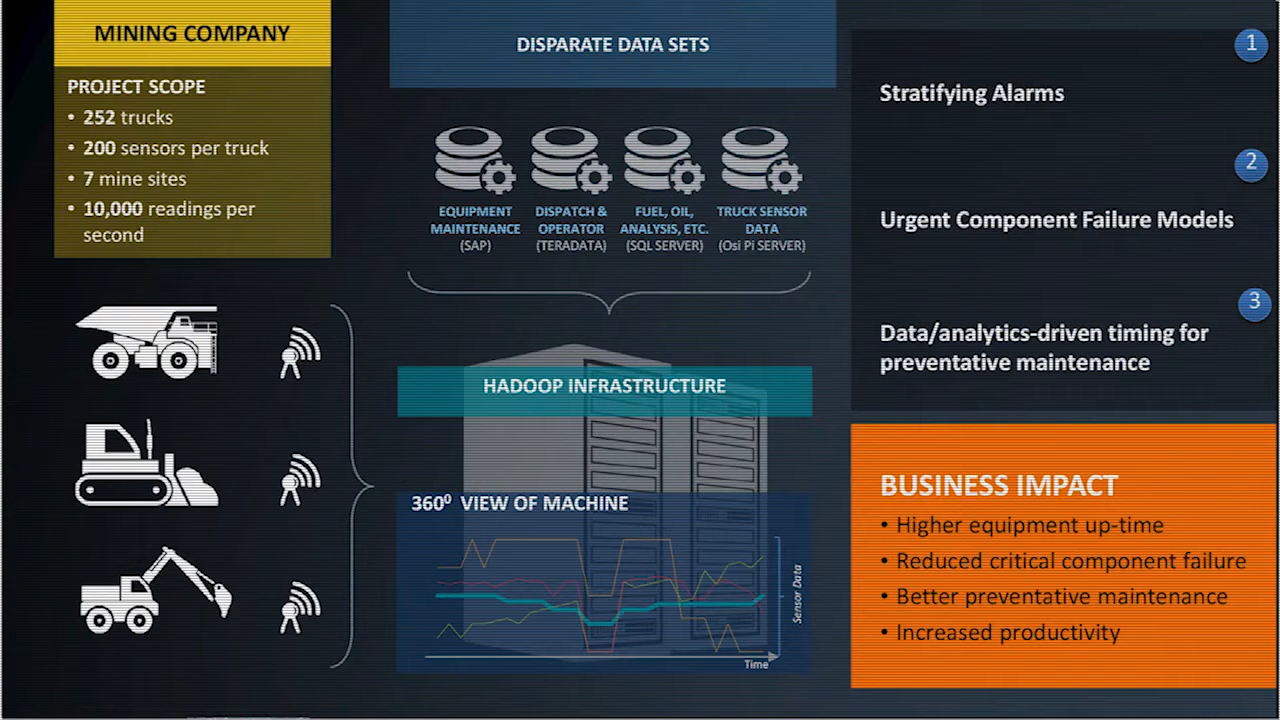 MINING COMPANY
PROJECT SCOPE
• 252 trucks
• 200 sensors per truck
• 7 mine sites
• 10,000 readings per
second
DISPARATE DATA SETS
EQUIPMENT
MAINTENANCE
(SAP)
DISPATCH &
OPERATOR
(TERADATA)
FUEL, OIL,
ANALYSIS, ETC.
(SQL SERVER)
TRUCK SENSOR
DATA
(Osi Pi SERVER)
HADOOP INFRASTRUCTURE
360⁰ VIEW OF MACHINE
Sensor Data
Time
1
Stratifying Alarms
2
Urgent Component Failure Models
3
Data/analytics-driven timing for
preventative maintenance
BUSINESS IMPACT
• Higher equipment up-time
• Reduced critical component failure
• Better preventative maintenance
• Increased productivity